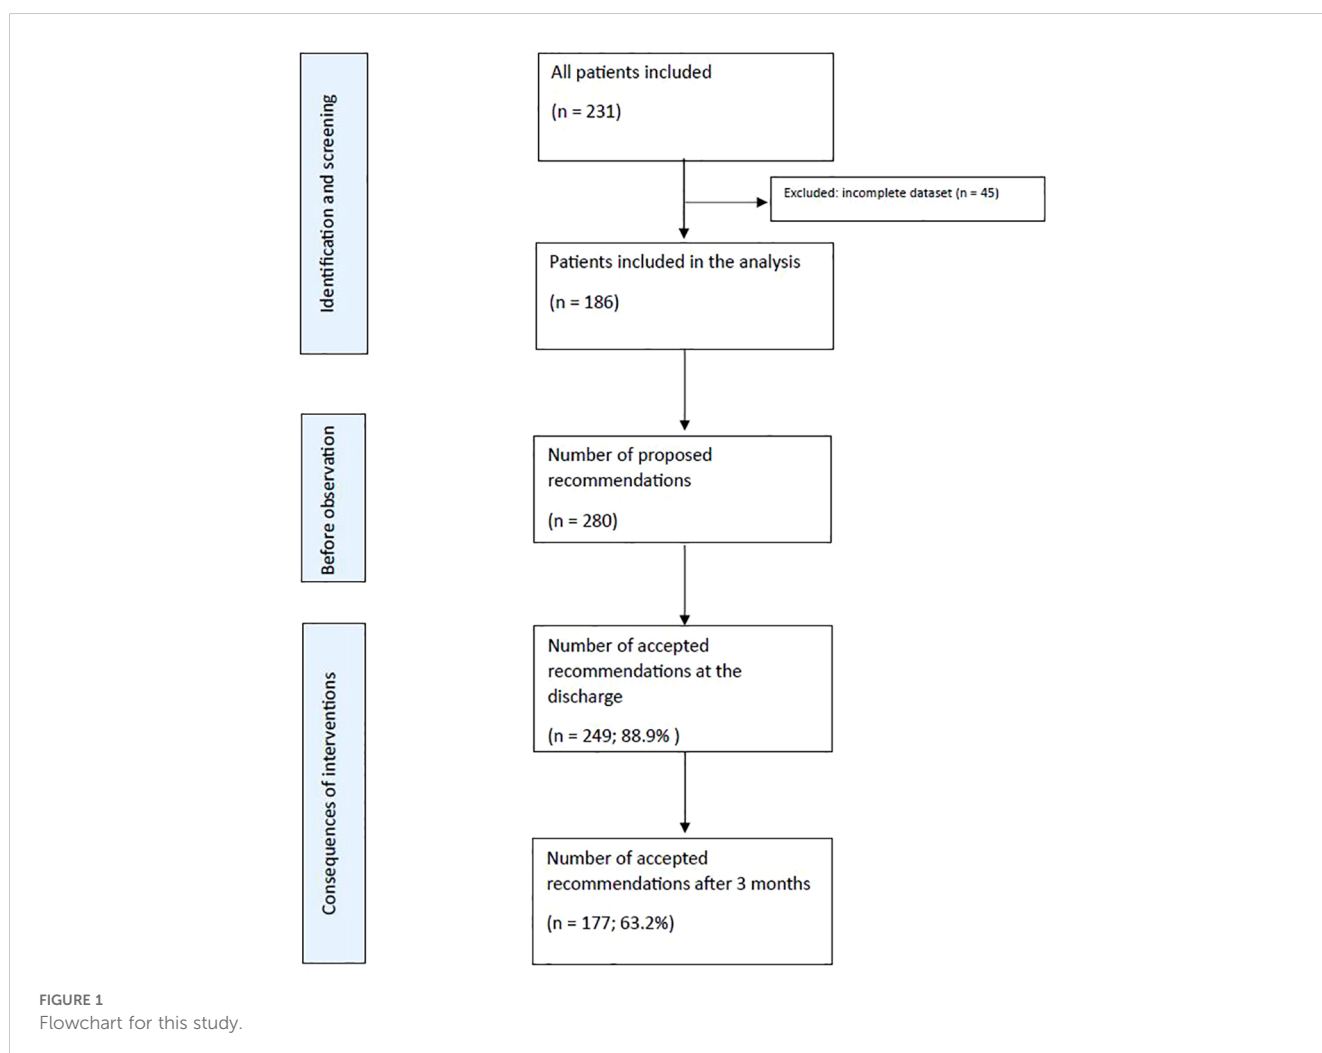 Identification and screening
All patients included
(n = 231)
Excluded: incomplete dataset (n = 45)
Patients included in the analysis
(n = 186)
Before observation
Number of proposed
recommendations
(n = 280)
Consequences of interventions
Number of accepted
recommendations at the
discharge
(n = 249; 88.9% )
Number of accepted
recommendations after 3 months
(n = 177; 63.2%)
FIGURE 1
Flowchart for this study.